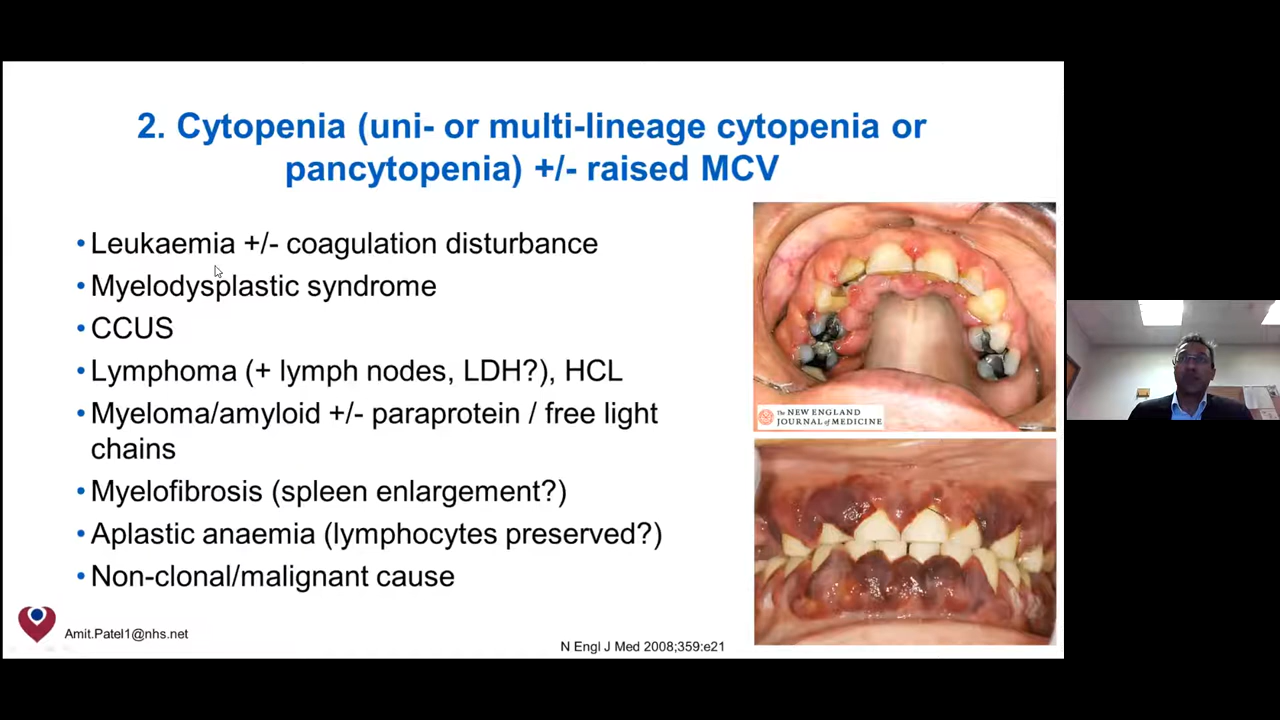 2. Cytopenia (uni- or multi-lineage cytopenia or
pancytopenia) +/- raised MCV
•Leukaemia +/- coagulation disturbance
•Myelodysplastic syndrome
•CCUS
•Lymphoma (+ lymph nodes, LDH?), HCL
•Myeloma/amyloid +/- paraprotein / free light
chains
•Myelofibrosis (spleen enlargement?)
•Aplastic anaemia (lymphocytes preserved?)
•Non-clonal/malignant cause
The NEW ENGLAND
JOURNAL of MEDICINE
Amit.Patel1@nhs.net
N Engl J Med 2008;359:e21